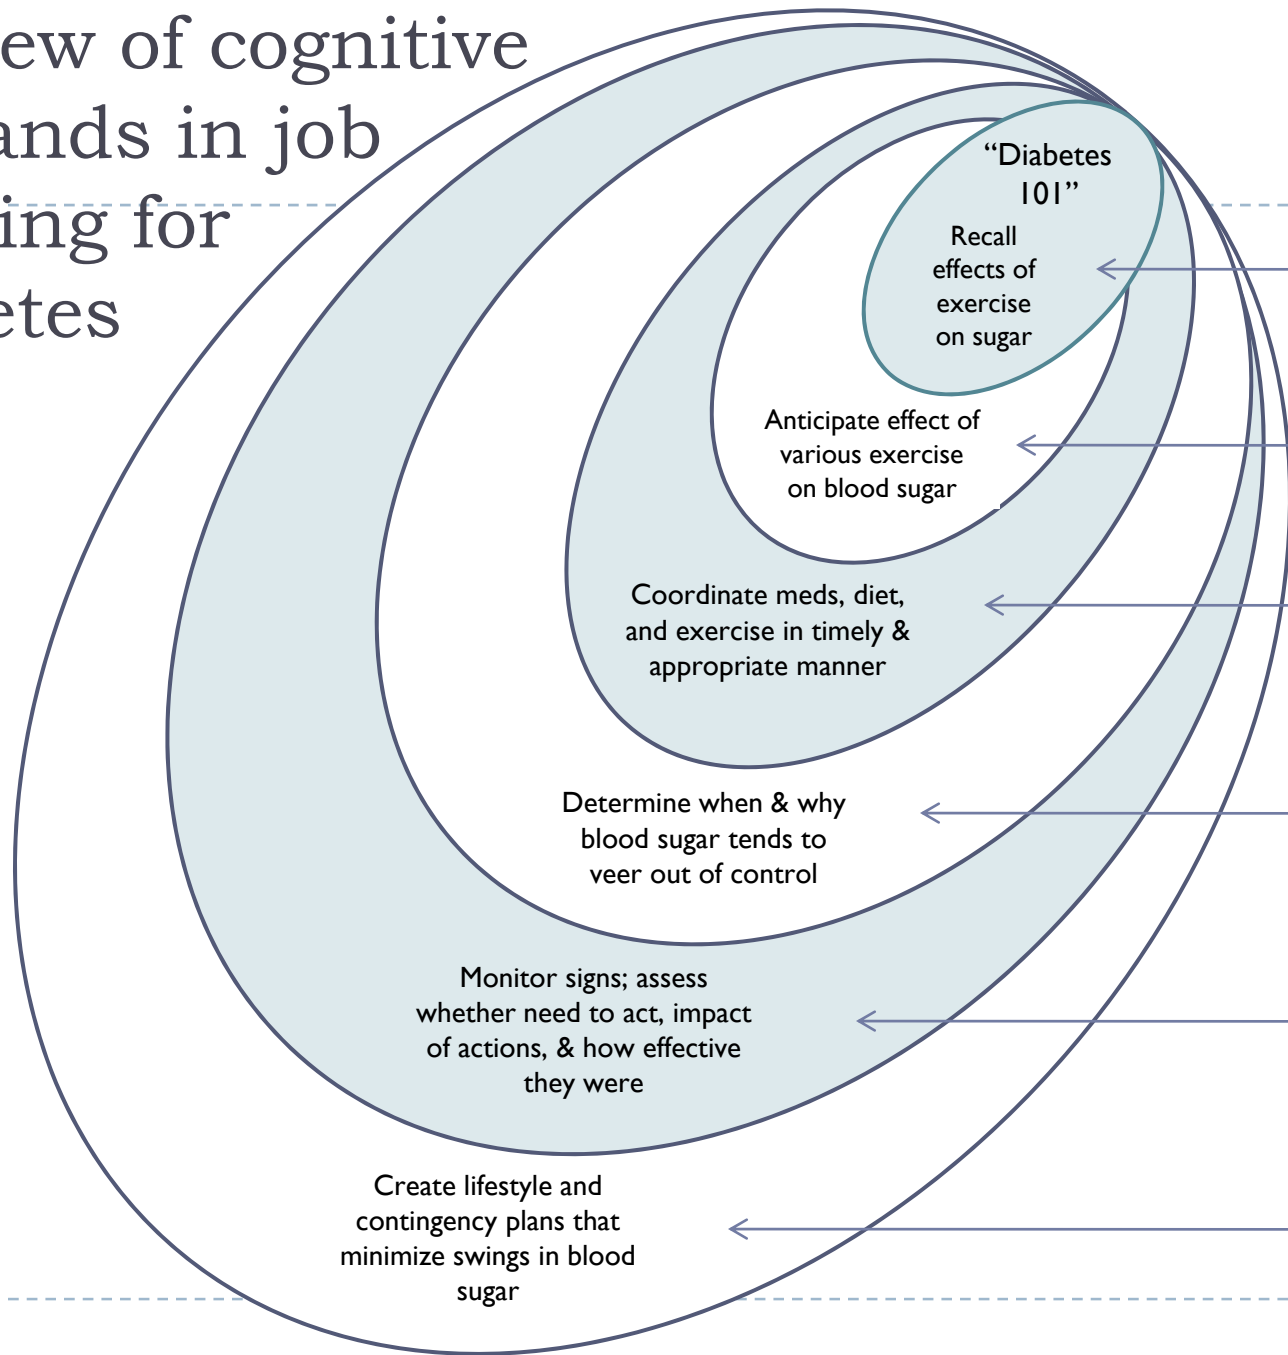 ew of cognitive
ands in job
ing for
etes
“Diabetes
101”
Recall
effects of
exercise
on sugar
Anticipate effect of
various exercise
on blood sugar
Coordinate meds, diet,
and exercise in timely &
appropriate manner
Determine when & why
blood sugar tends to
veer out of control
Monitor signs; assess
whether need to act, impact
of actions, & how effective
they were
Create lifestyle and
contingency plans that
minimize swings in blood
sugar